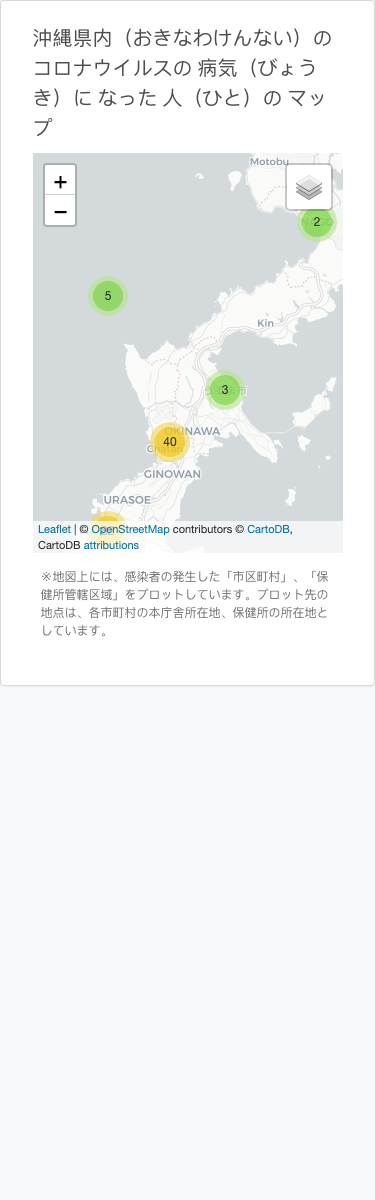 沖縄県内（おきなわけんない）の
コロナウイルスの 病気（びょう
き）に なった 人（ひと）の マッ
プ
Motobu
+
−
2
5
Kin
3
OKINAWA
40
Chatan
GINOWAN
URASOE
Leaflet | © OpenStreetMap contributors © CartoDB,
CartoDB attributions
※地図上には、感染者の発生した「市区町村」、「保
健所管轄区域」をプロットしています。プロット先の
地点は、各市町村の本庁舎所在地、保健所の所在地と
しています。